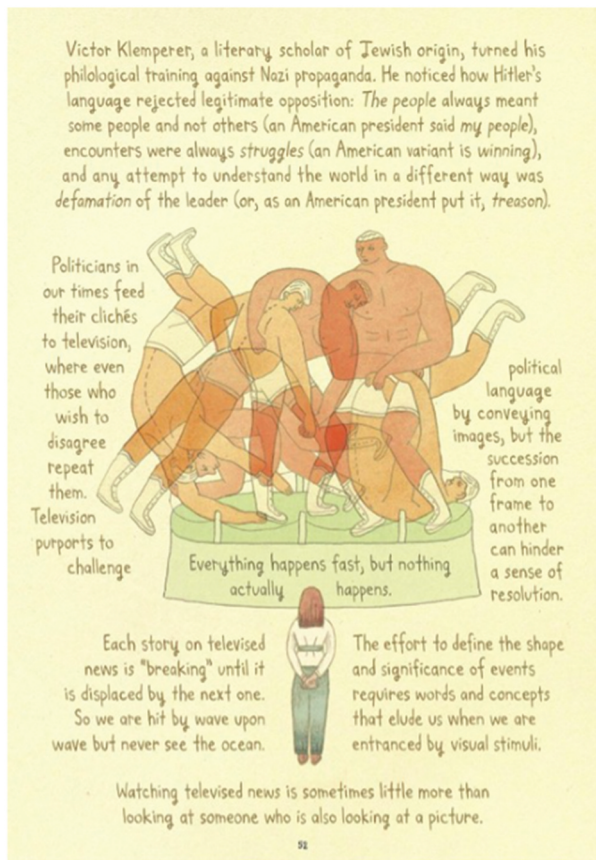 Victor Klemperer, a literary scholar of Jewish origin, turned his
philological training against Nazi propaganda. He noticed how Hitler's
language rejected legitimate opposition: The people always meant
some people and not others (an American president said my people),
encounters were always struggles (an American variant is winning),
and any attempt to understand the world in a different way was
defamation of the leader (or, as an American president put it, treason).
Politicians in
our times feed
their clichés
to television,
where even
those who
wish to
disagree
repeat
them.
Television
purports to
challenge
political
language
by conveying
images, but the
succession
from one
frame to
another
can hinder
a sense of
resolution.
Everything happens fast, but nothing
actually happens.
Each story on televised
news is "breaking" until it
is displaced by the next one.
So we are hit by wave upon
wave but never see the ocean.
The effort to define the shape
and significance of events
requires words and concepts
that elude us when we are
entranced by visual stimuli.
Watching televised news is sometimes little more than
looking at someone who is also looking at a picture.
52